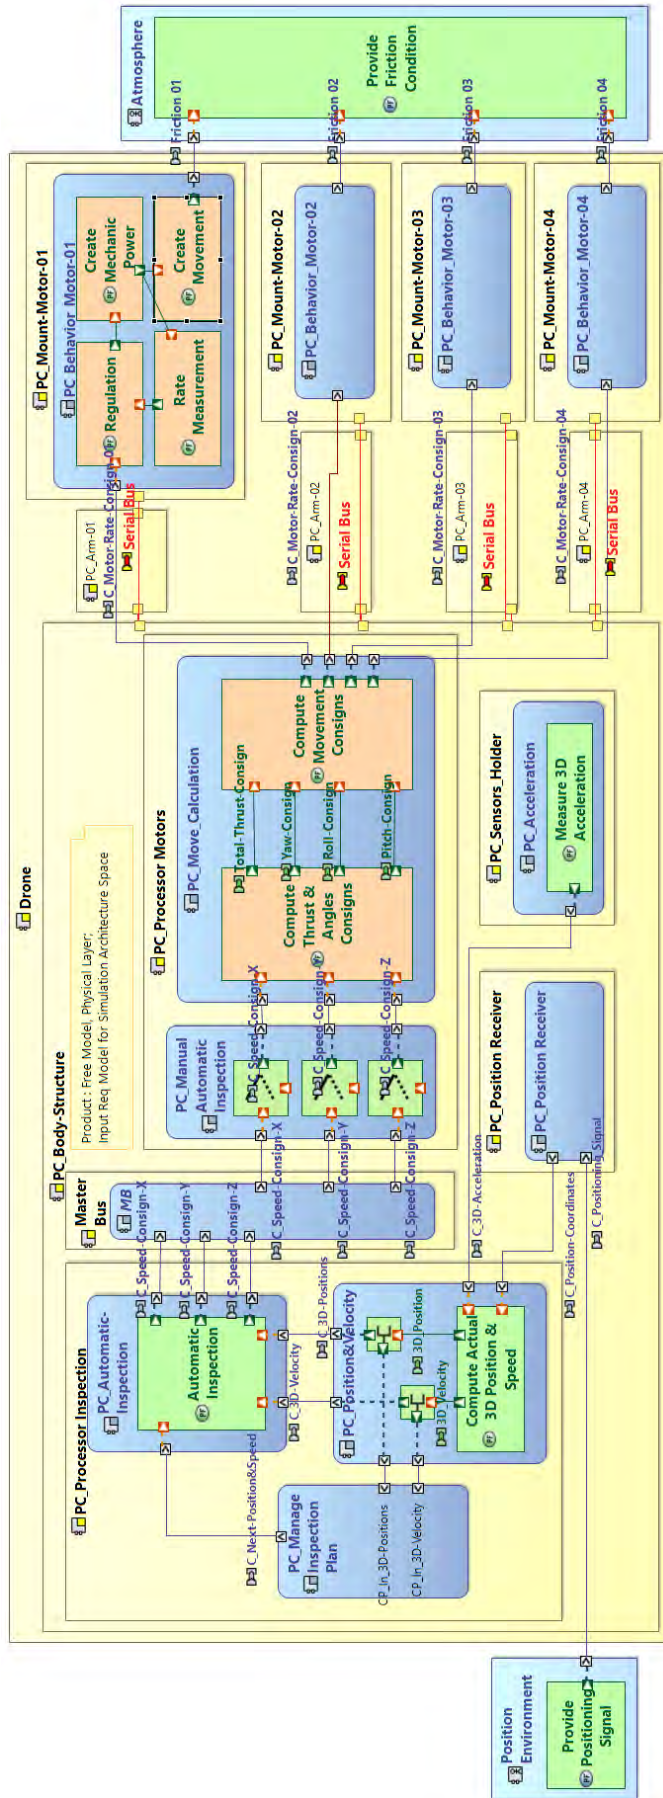 Drone
PC_Body-Structure
Product : Free Model, Physical Layer;
Input Req Model for Simulation Architecture Space
PC_Processor Inspection
PC_Automatic-
Inspection
Automatic
Inspection
C_Next-Position&Speed
C_3D-Velocity
C_3D-Positions
PC_Manage
Inspection
Plan
CP_In_3D-Positions
CP_In_3D-Velocity
PC_Position&Velocity
3D_Position
3D_Velocity
Compute Actual
3D Position &
Speed
C_Speed-Consign-X
C_Speed-Consign-Y
C_Speed-Consign-Z
Master
Bus
MB
C_Speed-Consign-X
C_Speed-Consign-Y
C_Speed-Consign-Z
PC_Processor Motors
PC_Manual
Automatic
Inspection
C_Speed-Consign-X
C_Speed-Consign-Y
C_Speed-Consign-Z
PC_Move_Calculation
Compute
Thrust &
Angles
Consigns
Total-Thrust-Consign
Yaw-Consign
Roll-Consign
Pitch-Consign
Compute
Movement
Consigns
C_3D-Acceleration
C_Position-Coordinates
C_Positioning_Signal
PC_Position Receiver
PC_Position Receiver
PC_Sensors_Holder
PC_Acceleration
Measure 3D
Acceleration
Position
Environment
Provide
Positioning
Signal
PC_Arm-01
Serial Bus
PC_Mount-Motor-01
PC_Behavior_Motor-01
Regulation
Create
Mechanic
Power
Rate
Measurement
Create
Movement
C_Motor-Rate-Consign-02
PC_Arm-02
Serial Bus
PC_Mount-Motor-02
PC_Behavior_Motor-02
C_Motor-Rate-Consign-03
PC_Arm-03
Serial Bus
PC_Mount-Motor-03
PC_Behavior_Motor-03
C_Motor-Rate-Consign-04
PC_Arm-04
Serial Bus
PC_Mount-Motor-04
PC_Behavior_Motor-04
Atmosphere
Provide
Friction
Condition
Friction 01
Friction 02
Friction 03
Friction 04